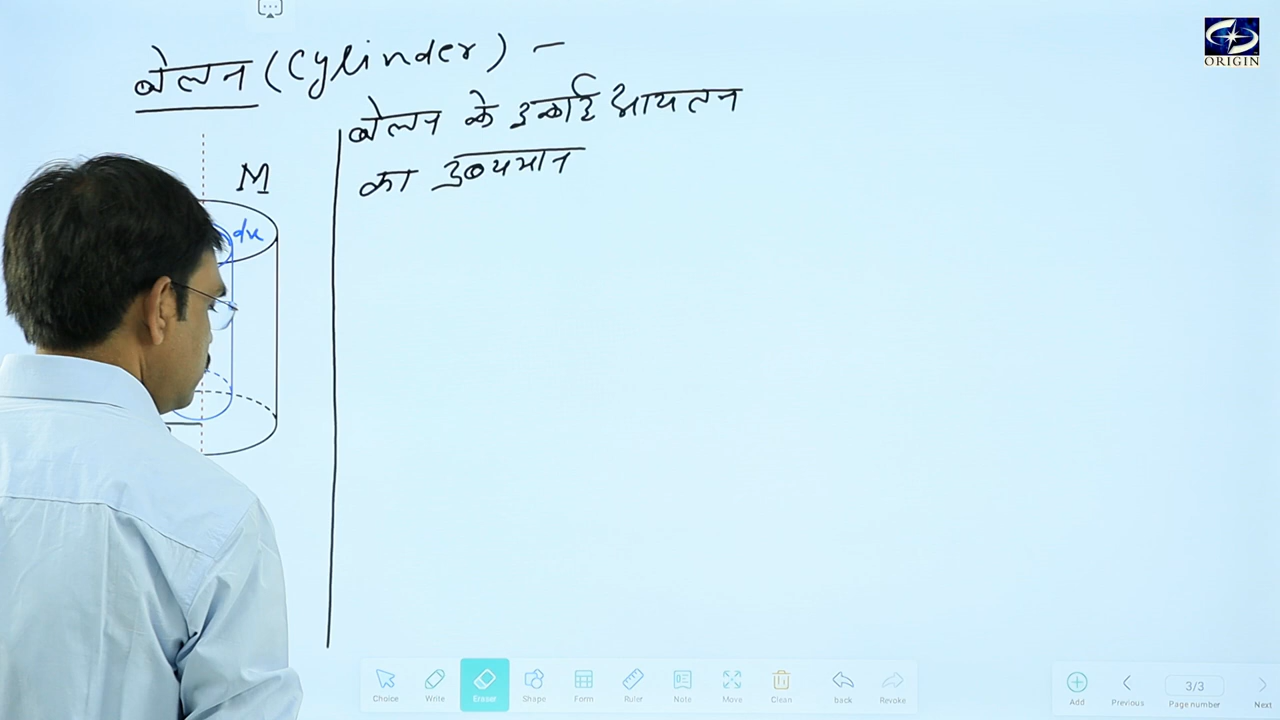 बेलन (Cylinder) –
बेलन के इकाई आयतन
का द्रव्यमान
M
dx
ORIGIN
Choice
Write
Eraser
Shape
Form
Ruler
Note
Move
Clean
back
Revoke
Add
Previous
3/3
Page number
Next